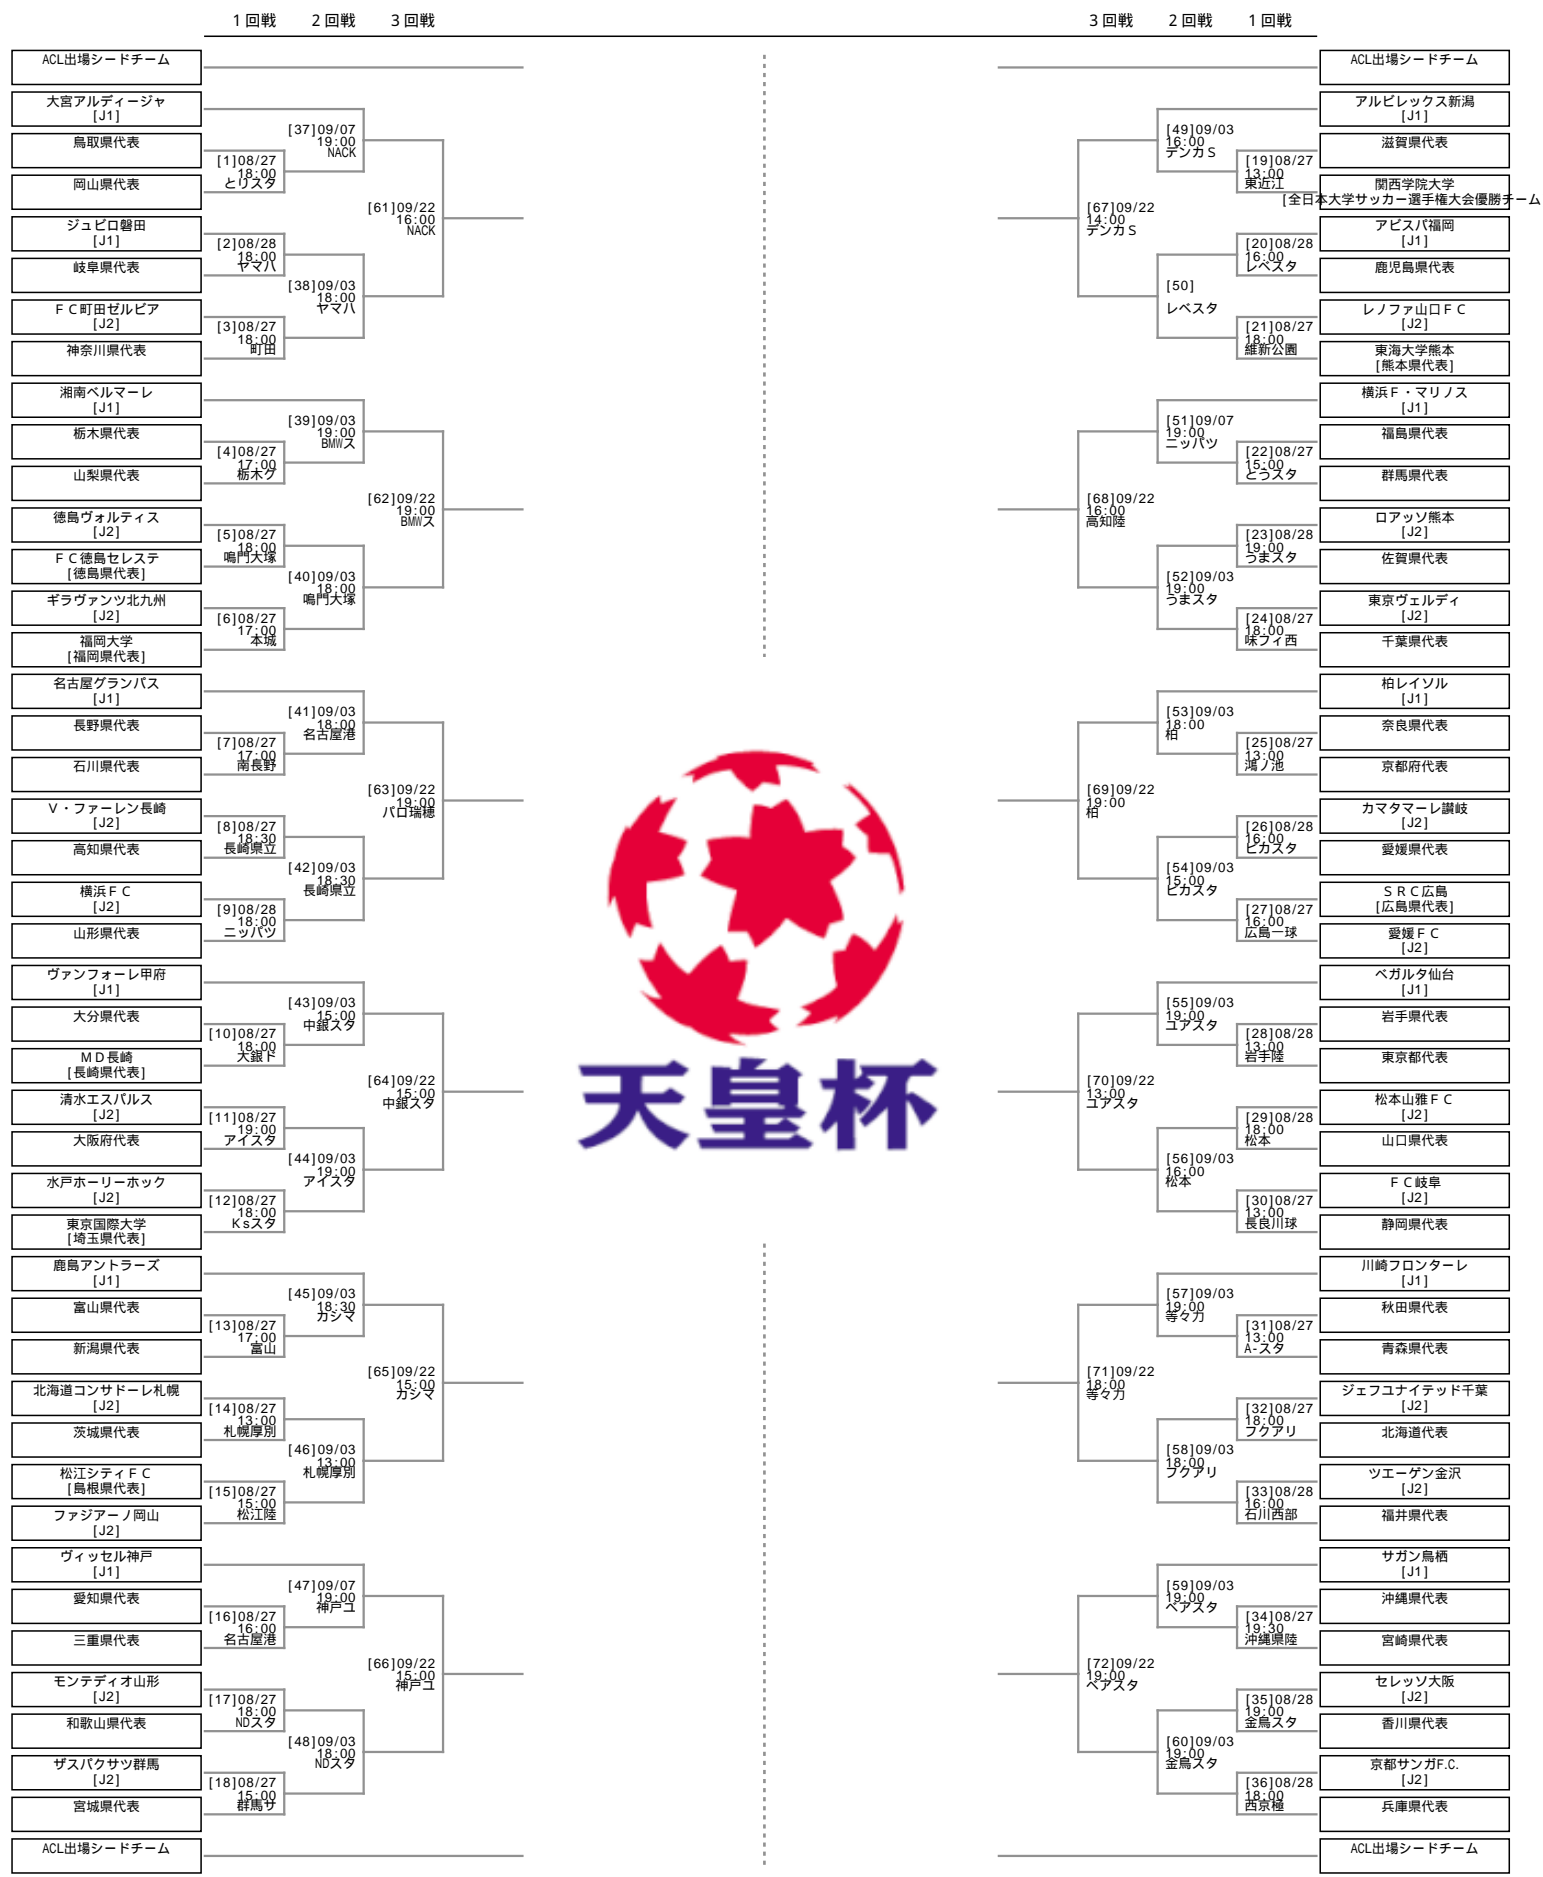 1回戦 2回戦 3回戦
3回戦 2回戦 1回戦
ACL出場シードチーム
大宮アルディージャ
[J1]
鳥取県代表
岡山県代表
ジュビロ磐田
[J1]
岐阜県代表
ＦＣ町田ゼルビア
[J2]
神奈川県代表
湘南ベルマーレ
[J1]
栃木県代表
山梨県代表
徳島ヴォルティス
[J2]
ＦＣ徳島セレステ
[徳島県代表]
ギラヴァンツ北九州
[J2]
福岡大学
[福岡県代表]
名古屋グランパス
[J1]
長野県代表
石川県代表
Ｖ・ファーレン長崎
[J2]
高知県代表
横浜ＦＣ
[J2]
山形県代表
ヴァンフォーレ甲府
[J1]
大分県代表
ＭＤ長崎
[長崎県代表]
清水エスパルス
[J2]
大阪府代表
水戸ホーリーホック
[J2]
東京国際大学
[埼玉県代表]
鹿島アントラーズ
[J1]
富山県代表
新潟県代表
北海道コンサドーレ札幌
[J2]
茨城県代表
松江シティＦＣ
[島根県代表]
ファジアーノ岡山
[J2]
ヴィッセル神戸
[J1]
愛知県代表
三重県代表
モンテディオ山形
[J2]
和歌山県代表
ザスパクサツ群馬
[J2]
宮城県代表
ACL出場シードチーム
[1]08/27
18:00
とリスタ
[2]08/28
18:00
ヤマハ
[3]08/27
18:00
町田
[4]08/27
17:00
栃木グ
[5]08/27
18:00
鳴門大塚
[6]08/27
17:00
本城
[7]08/27
17:00
南長野
[8]08/27
18:30
長崎県立
[9]08/28
18:00
ニッパツ
[10]08/27
18:00
大銀ド
[11]08/27
19:00
アイスタ
[12]08/27
18:00
Ksスタ
[13]08/27
17:00
富山
[14]08/27
13:00
札幌厚別
[15]08/27
15:00
松江陸
[16]08/27
16:00
名古屋港
[17]08/27
18:00
NDスタ
[18]08/27
15:00
群馬サ
[37]09/07
19:00
NACK
[38]09/03
18:00
ヤマハ
[39]09/03
19:00
BMWス
[40]09/03
18:00
鳴門大塚
[41]09/03
18:00
名古屋港
[42]09/03
18:30
長崎県立
[43]09/03
15:00
中銀スタ
[44]09/03
19:00
アイスタ
[45]09/03
18:30
カシマ
[46]09/03
13:00
札幌厚別
[47]09/07
19:00
神戸ユ
[48]09/03
18:00
NDスタ
[61]09/22
16:00
NACK
[62]09/22
19:00
BMWス
[63]09/22
19:00
パロ瑞穂
[64]09/22
15:00
中銀スタ
[65]09/22
15:00
カシマ
[66]09/22
15:00
神戸ユ
天皇杯
[67]09/22
14:00
デンカＳ
[68]09/22
16:00
高知陸
[69]09/22
19:00
柏
[70]09/22
13:00
ユアスタ
[71]09/22
18:00
等々力
[72]09/22
19:00
ベアスタ
[49]09/03
16:00
デンカＳ
[50]
レベスタ
[51]09/07
19:00
ニッパツ
[52]09/03
19:00
うまスタ
[53]09/03
18:00
柏
[54]09/03
15:00
ピカスタ
[55]09/03
19:00
ユアスタ
[56]09/03
16:00
松本
[57]09/03
19:00
等々力
[58]09/03
18:00
フクアリ
[59]09/03
19:00
ベアスタ
[60]09/03
19:00
金鳥スタ
[19]08/27
13:00
東近江
[20]08/28
16:00
レベスタ
[21]08/27
18:00
維新公園
[22]08/27
15:00
とうスタ
[23]08/28
19:00
うまスタ
[24]08/27
18:00
味フィ西
[25]08/27
13:00
鴻ノ池
[26]08/28
16:00
ピカスタ
[27]08/27
16:00
広島一球
[28]08/28
13:00
岩手陸
[29]08/28
18:00
松本
[30]08/27
13:00
長良川球
[31]08/27
13:00
A-スタ
[32]08/27
18:00
フクアリ
[33]08/28
16:00
石川西部
[34]08/27
19:30
沖縄県陸
[35]08/28
19:00
金鳥スタ
[36]08/28
18:00
西京極
ACL出場シードチーム
アルビレックス新潟
[J1]
滋賀県代表
関西学院大学
[全日本大学サッカー選手権大会優勝チーム
アビスパ福岡
[J1]
鹿児島県代表
レノファ山口ＦＣ
[J2]
東海大学熊本
[熊本県代表]
横浜Ｆ・マリノス
[J1]
福島県代表
群馬県代表
ロアッソ熊本
[J2]
佐賀県代表
東京ヴェルディ
[J2]
千葉県代表
柏レイソル
[J1]
奈良県代表
京都府代表
カマタマーレ讃岐
[J2]
愛媛県代表
ＳＲＣ広島
[広島県代表]
愛媛ＦＣ
[J2]
ベガルタ仙台
[J1]
岩手県代表
東京都代表
松本山雅ＦＣ
[J2]
山口県代表
ＦＣ岐阜
[J2]
静岡県代表
川崎フロンターレ
[J1]
秋田県代表
青森県代表
ジェフユナイテッド千葉
[J2]
北海道代表
ツエーゲン金沢
[J2]
福井県代表
サガン鳥栖
[J1]
沖縄県代表
宮崎県代表
セレッソ大阪
[J2]
香川県代表
京都サンガF.C.
[J2]
兵庫県代表
ACL出場シードチーム